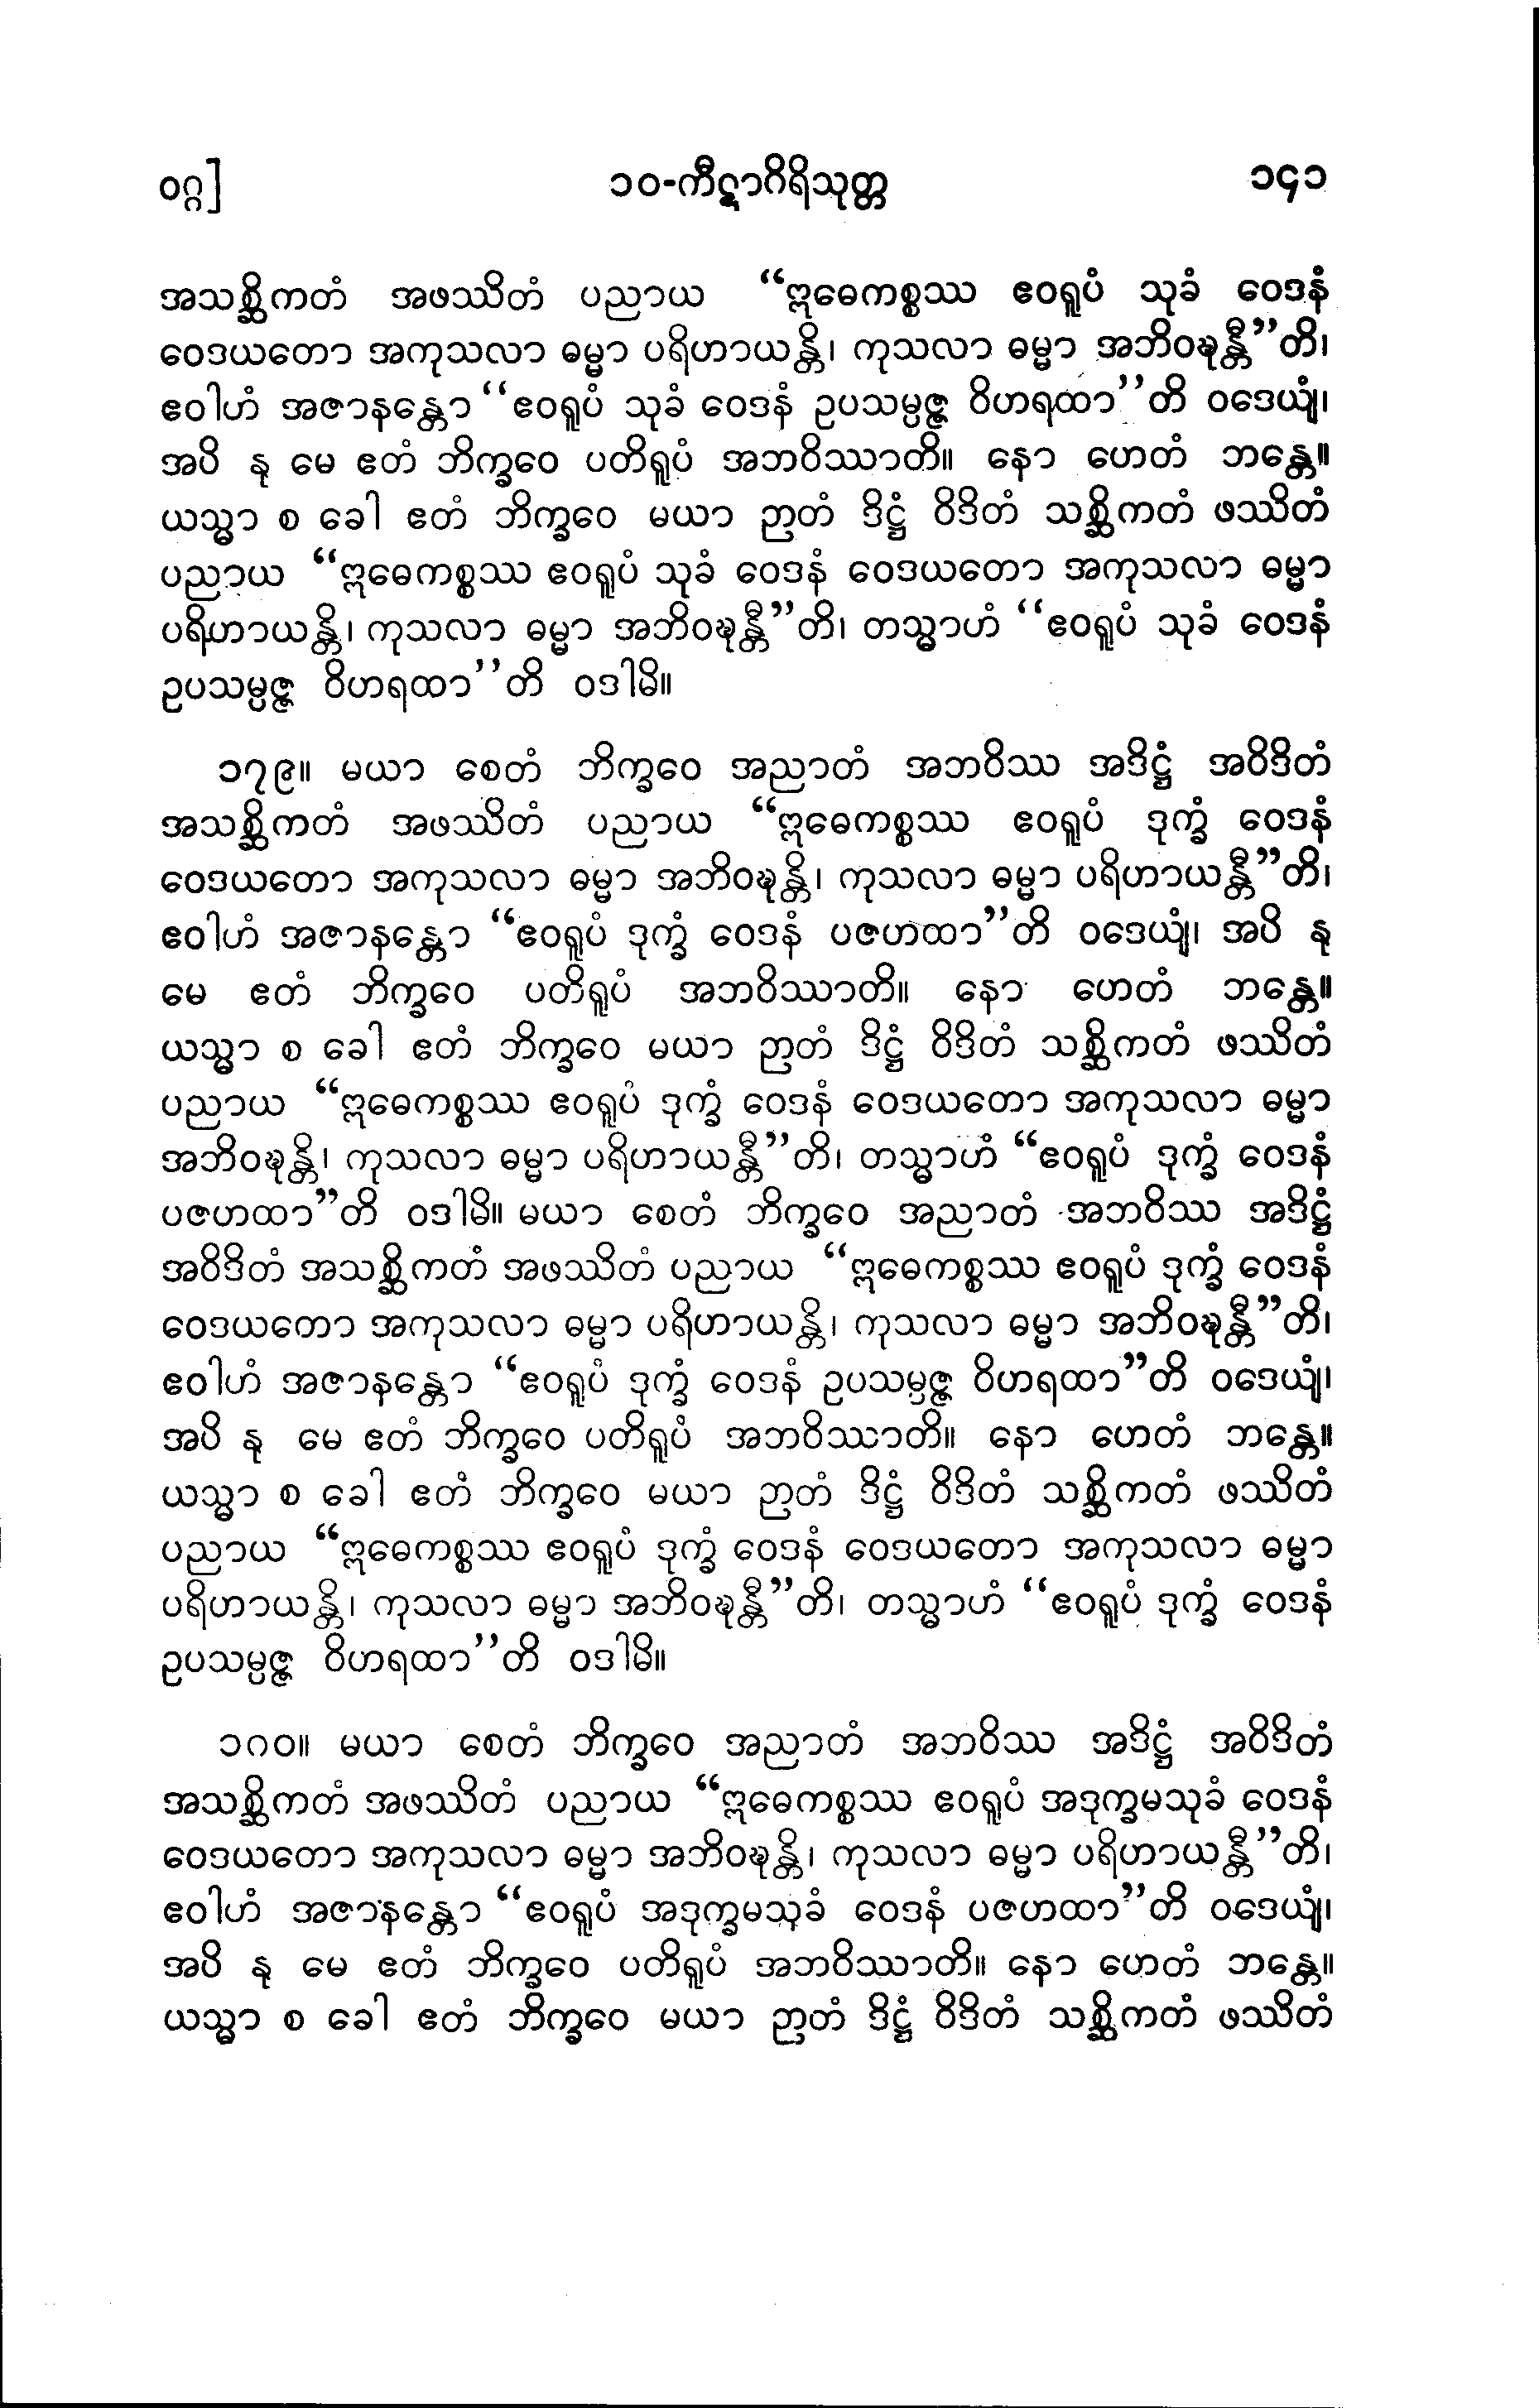 ဝဂ္ဂ]
၁၀-ကီဋာဂိရိသုတ္တ
၁၄၁
အသစ္ဆိကတံ အဖဿိတံ ပညာယ “ဣဓေကစ္စဿ ဧဝရူပံ သုခံ ဝေဒနံ
ဝေဒယတော အကုသလာ ဓမ္မာ ပရိဟာယန္တိ၊ ကုသလာ ဓမ္မာ အဘိဝဍ္ဎန္တီ”တိ၊
ဧဝါဟံ အဇာနန္တော “ဧဝရူပံ သုခံ ဝေဒနံ ဥပသမ္ပဇ္ဇ ဝိဟရထာ”တိ ဝဒေယျံ၊
အပိ နု မေ ဧတံ ဘိက္ခဝေ ပတိရူပံ အဘဝိဿာတိ။ နော ဟေတံ ဘန္တေ။
ယသ္မာ စ ခေါ ဧတံ ဘိက္ခဝေ မယာ ဉာတံ ဒိဋ္ဌံ ဝိဒိတံ သစ္ဆိကတံ ဖဿိတံ
ပညာယ “ဣဓေကစ္စဿ ဧဝရူပံ သုခံ ဝေဒနံ ဝေဒယတော အကုသလာ ဓမ္မာ
ပရိဟာယန္တိ၊ ကုသလာ ဓမ္မာ အဘိဝဍ္ဎန္တီ”တိ၊ တသ္မာဟံ “ဧဝရူပံ သုခံ ဝေဒနံ
ဥပသမ္ပဇ္ဇ ဝိဟရထာ”တိ ဝဒါမိ။
၁၇၉။ မယာ စေတံ ဘိက္ခဝေ အညာတံ အဘဝိဿ အဒိဋ္ဌံ အဝိဒိတံ
အသစ္ဆိကတံ အဖဿိတံ ပညာယ “ဣဓေကစ္စဿ ဧဝရူပံ ဒုက္ခံ ဝေဒနံ
ဝေဒယတော အကုသလာ ဓမ္မာ အဘိဝဍ္ဎန္တိ၊ ကုသလာ ဓမ္မာ ပရိဟာယန္တီ”တိ၊
ဧဝါဟံ အဇာနန္တော “ဧဝရူပံ ဒုက္ခံ ဝေဒနံ ပဇဟထာ”တိ ဝဒေယျံ၊ အပိ နု
မေ ဧတံ ဘိက္ခဝေ ပတိရူပံ အဘဝိဿာတိ။ နော ဟေတံ ဘန္တေ။
ယသ္မာ စ ခေါ ဧတံ ဘိက္ခဝေ မယာ ဉာတံ ဒိဋ္ဌံ ဝိဒိတံ သစ္ဆိကတံ ဖဿိတံ
ပညာယ “ဣဓေကစ္စဿ ဧဝရူပံ ဒုက္ခံ ဝေဒနံ ဝေဒယတော အကုသလာ ဓမ္မာ
အဘိဝဍ္ဎန္တိ၊ ကုသလာ ဓမ္မာ ပရိဟာယန္တီ”တိ၊ တသ္မာဟံ “ဧဝရူပံ ဒုက္ခံ ဝေဒနံ
ပဇဟထာ”တိ ဝဒါမိ။ မယာ စေတံ ဘိက္ခဝေ အညာတံ အဘဝိဿ အဒိဋ္ဌံ
အဝိဒိတံ အသစ္ဆိကတံ အဖဿိတံ ပညာယ “ဣဓေကစ္စဿ ဧဝရူပံ ဒုက္ခံ ဝေဒနံ
ဝေဒယတော အကုသလာ ဓမ္မာ ပရိဟာယန္တိ၊ ကုသလာ ဓမ္မာ အဘိဝဍ္ဎန္တီ”တိ၊
ဧဝါဟံ အဇာနန္တော “ဧဝရူပံ ဒုက္ခံ ဝေဒနံ ဥပသမ္ပဇ္ဇ ဝိဟရထာ”တိ ဝဒေယျံ၊
အပိ နု မေ ဧတံ ဘိက္ခဝေ ပတိရူပံ အဘဝိဿာတိ။ နော ဟေတံ ဘန္တေ။
ယသ္မာ စ ခေါ ဧတံ ဘိက္ခဝေ မယာ ဉာတံ ဒိဋ္ဌံ ဝိဒိတံ သစ္ဆိကတံ ဖဿိတံ
ပညာယ “ဣဓေကစ္စဿ ဧဝရူပံ ဒုက္ခံ ဝေဒနံ ဝေဒယတော အကုသလာ ဓမ္မာ
ပရိဟာယန္တိ၊ ကုသလာ ဓမ္မာ အဘိဝဍ္ဎန္တီ”တိ၊ တသ္မာဟံ “ဧဝရူပံ ဒုက္ခံ ဝေဒနံ
ဥပသမ္ပဇ္ဇ ဝိဟရထာ”တိ ဝဒါမိ။
၁၈၀။ မယာ စေတံ ဘိက္ခဝေ အညာတံ အဘဝိဿ အဒိဋ္ဌံ အဝိဒိတံ
အသစ္ဆိကတံ အဖဿိတံ ပညာယ “ဣဓေကစ္စဿ ဧဝရူပံ အဒုက္ခမသုခံ ဝေဒနံ
ဝေဒယတော အကုသလာ ဓမ္မာ အဘိဝဍ္ဎန္တိ၊ ကုသလာ ဓမ္မာ ပရိဟာယန္တီ”တိ၊
ဧဝါဟံ အဇာနန္တော “ဧဝရူပံ အဒုက္ခမသုခံ ဝေဒနံ ပဇဟထာ”တိ ဝဒေယျံ၊
အပိ နု မေ ဧတံ ဘိက္ခဝေ ပတိရူပံ အဘဝိဿာတိ။ နော ဟေတံ ဘန္တေ။
ယသ္မာ စ ခေါ ဧတံ ဘိက္ခဝေ မယာ ဉာတံ ဒိဋ္ဌံ ဝိဒိတံ သစ္ဆိကတံ ဖဿိတံ